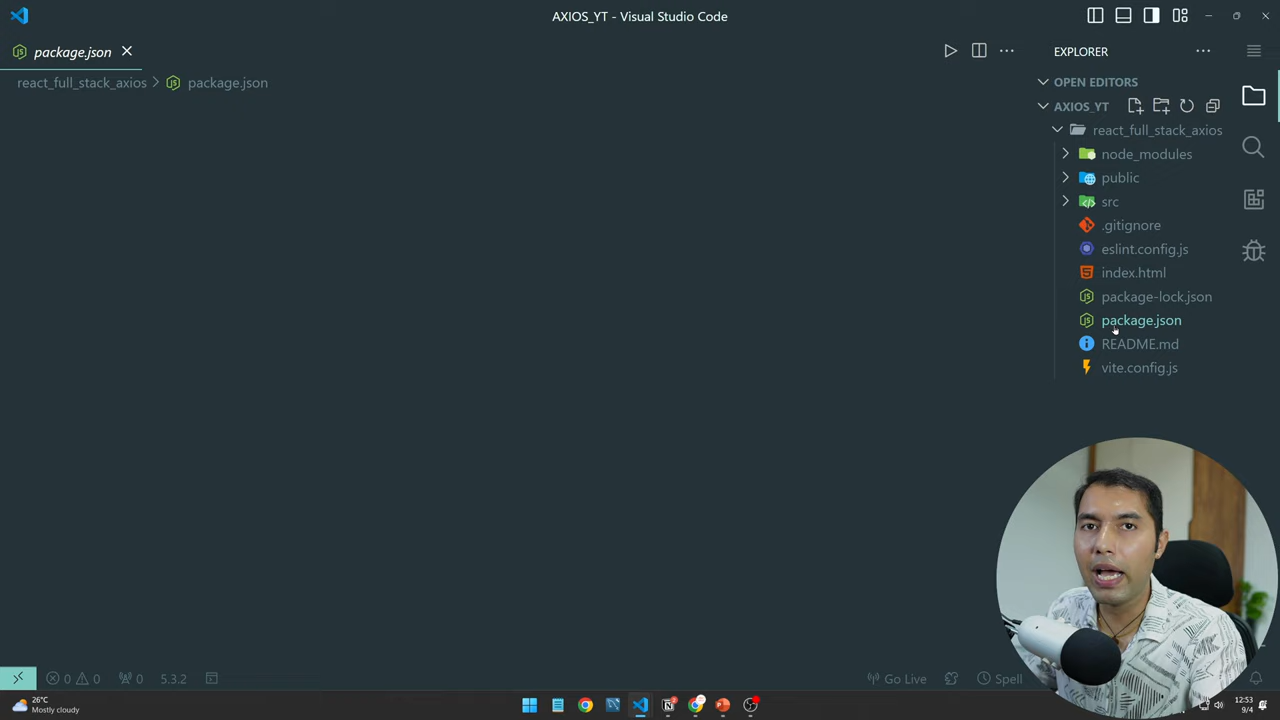 AXIOS_YT - Visual Studio Code
package.json
react_full_stack_axios
package.json
EXPLORER
OPEN EDITORS
AXIOS_YT
react_full_stack_axios
node_modules
public
src
.gitignore
eslint.config.js
index.html
package-lock.json
package.json
README.md
vite.config.js
0 0 0 5.3.2
Go Live Spell
26°C
Mostly cloudy
12:53
9/4